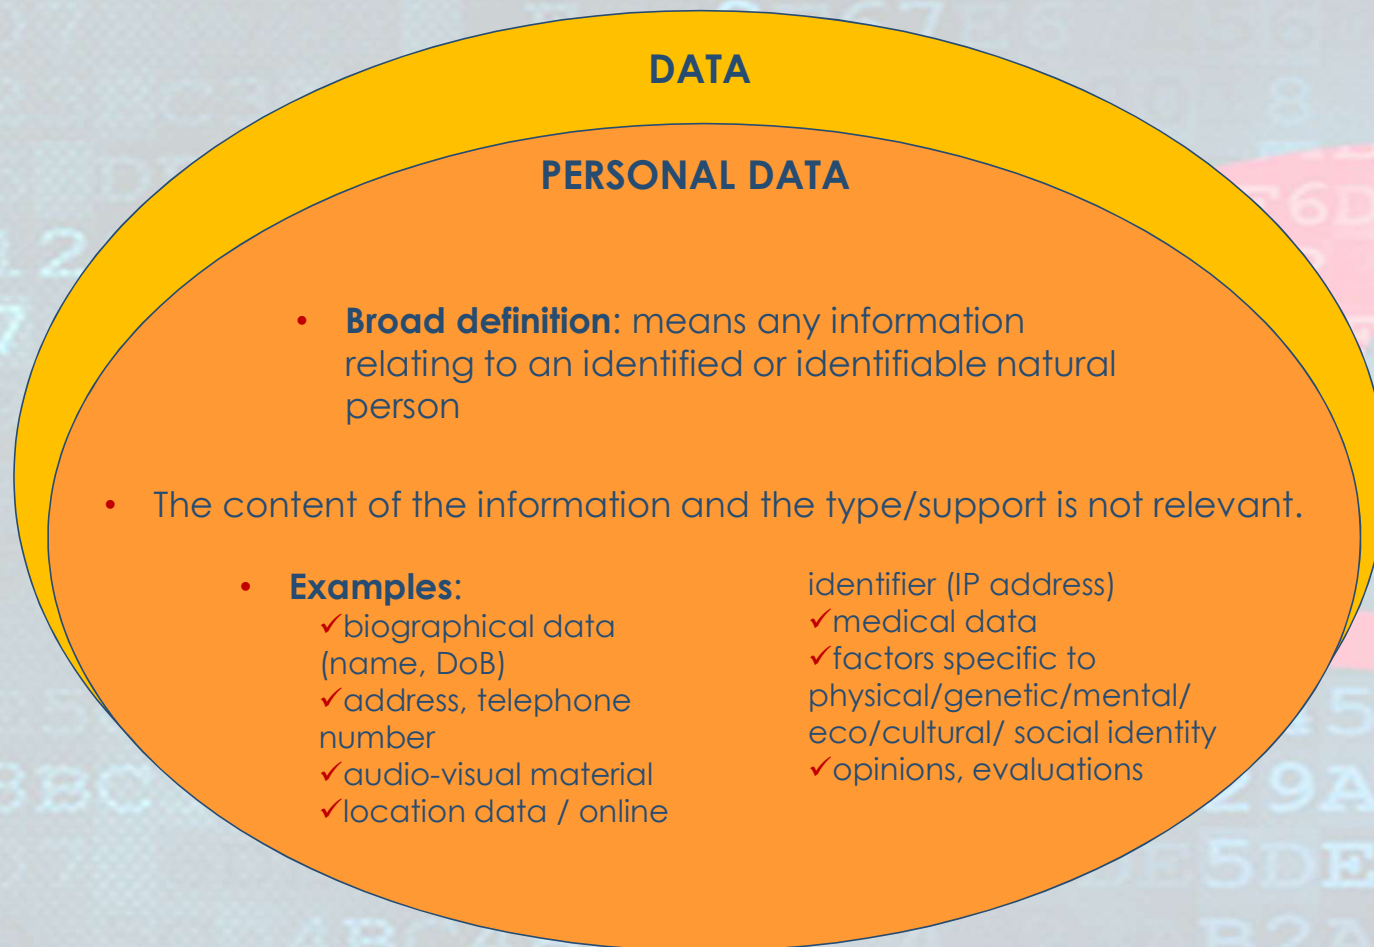 DATA
PERSONAL DATA
• Broad definition: means any information
relating to an identified or identifiable natural
person
• The content of the information and the type/support is not relevant.
• Examples:
✓biographical data
(name, DoB)
✓address, telephone
number
✓audio-visual material
✓location data / online
identifier (IP address)
✓medical data
✓factors specific to
physical/genetic/mental/
eco/cultural/ social identity
✓opinions, evaluations